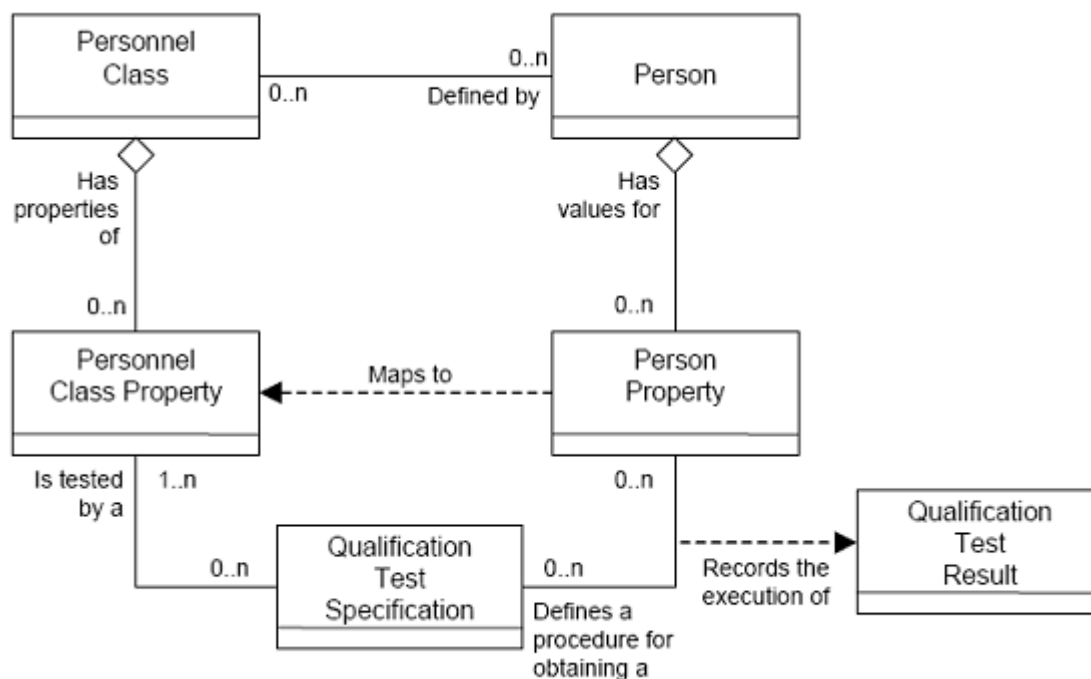 Personnel
Class
0..n
0..n
Defined by
Person
Has
properties
of
0..n
Has
values for
0..n
Personnel
Class Property
Maps to
Person
Property
Is tested
by a
1..n
0..n
0..n
Qualification
Test
Specification
0..n
Defines a
procedure for
obtaining a
Records the
execution of
Qualification
Test
Result